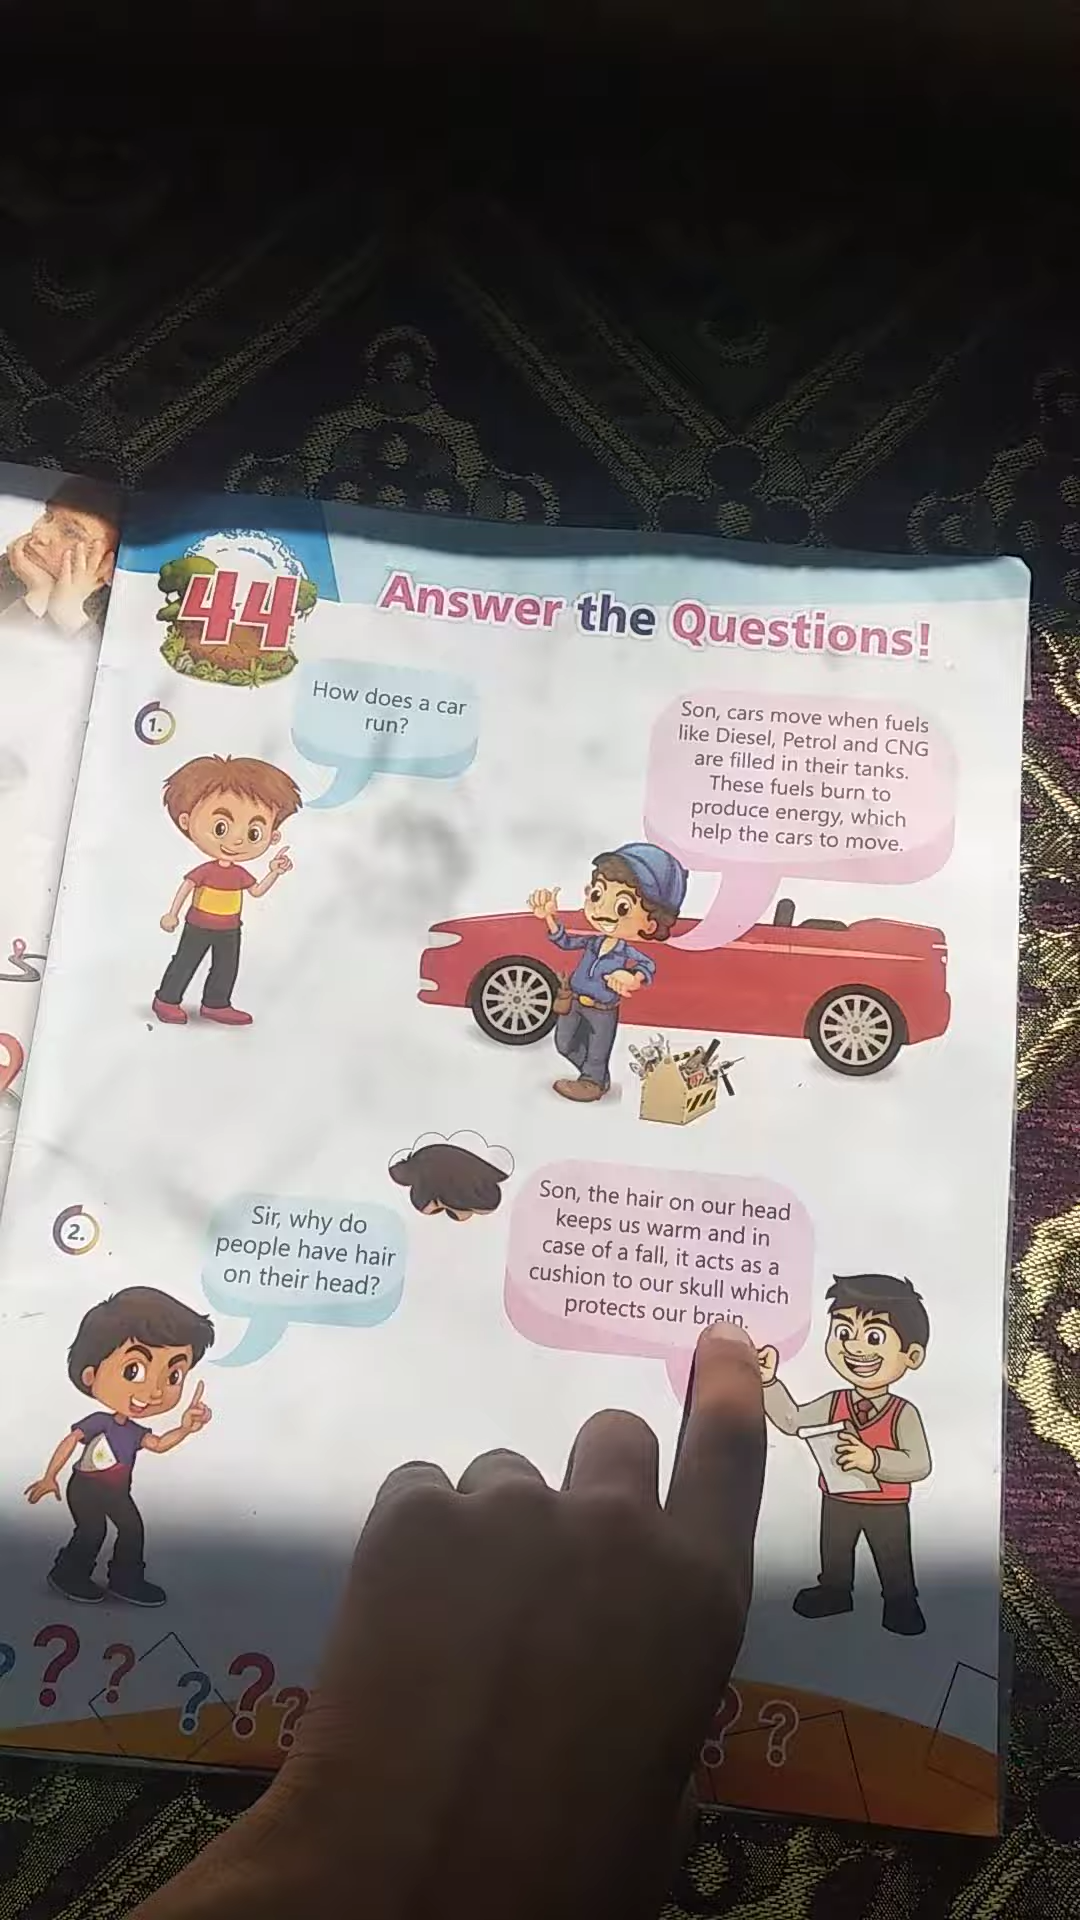 44
Answer the Questions!
1.
How does a car
run?
Son, cars move when fuels
like Diesel, Petrol and CNG
are filled in their tanks.
These fuels burn to
produce energy, which
help the cars to move.
2.
Sir, why do
people have hair
on their head?
Son, the hair on our head
keeps us warm and in
case of a fall, it acts as a
cushion to our skull which
protects our brain.
? ? ? ? ? ? ? ?